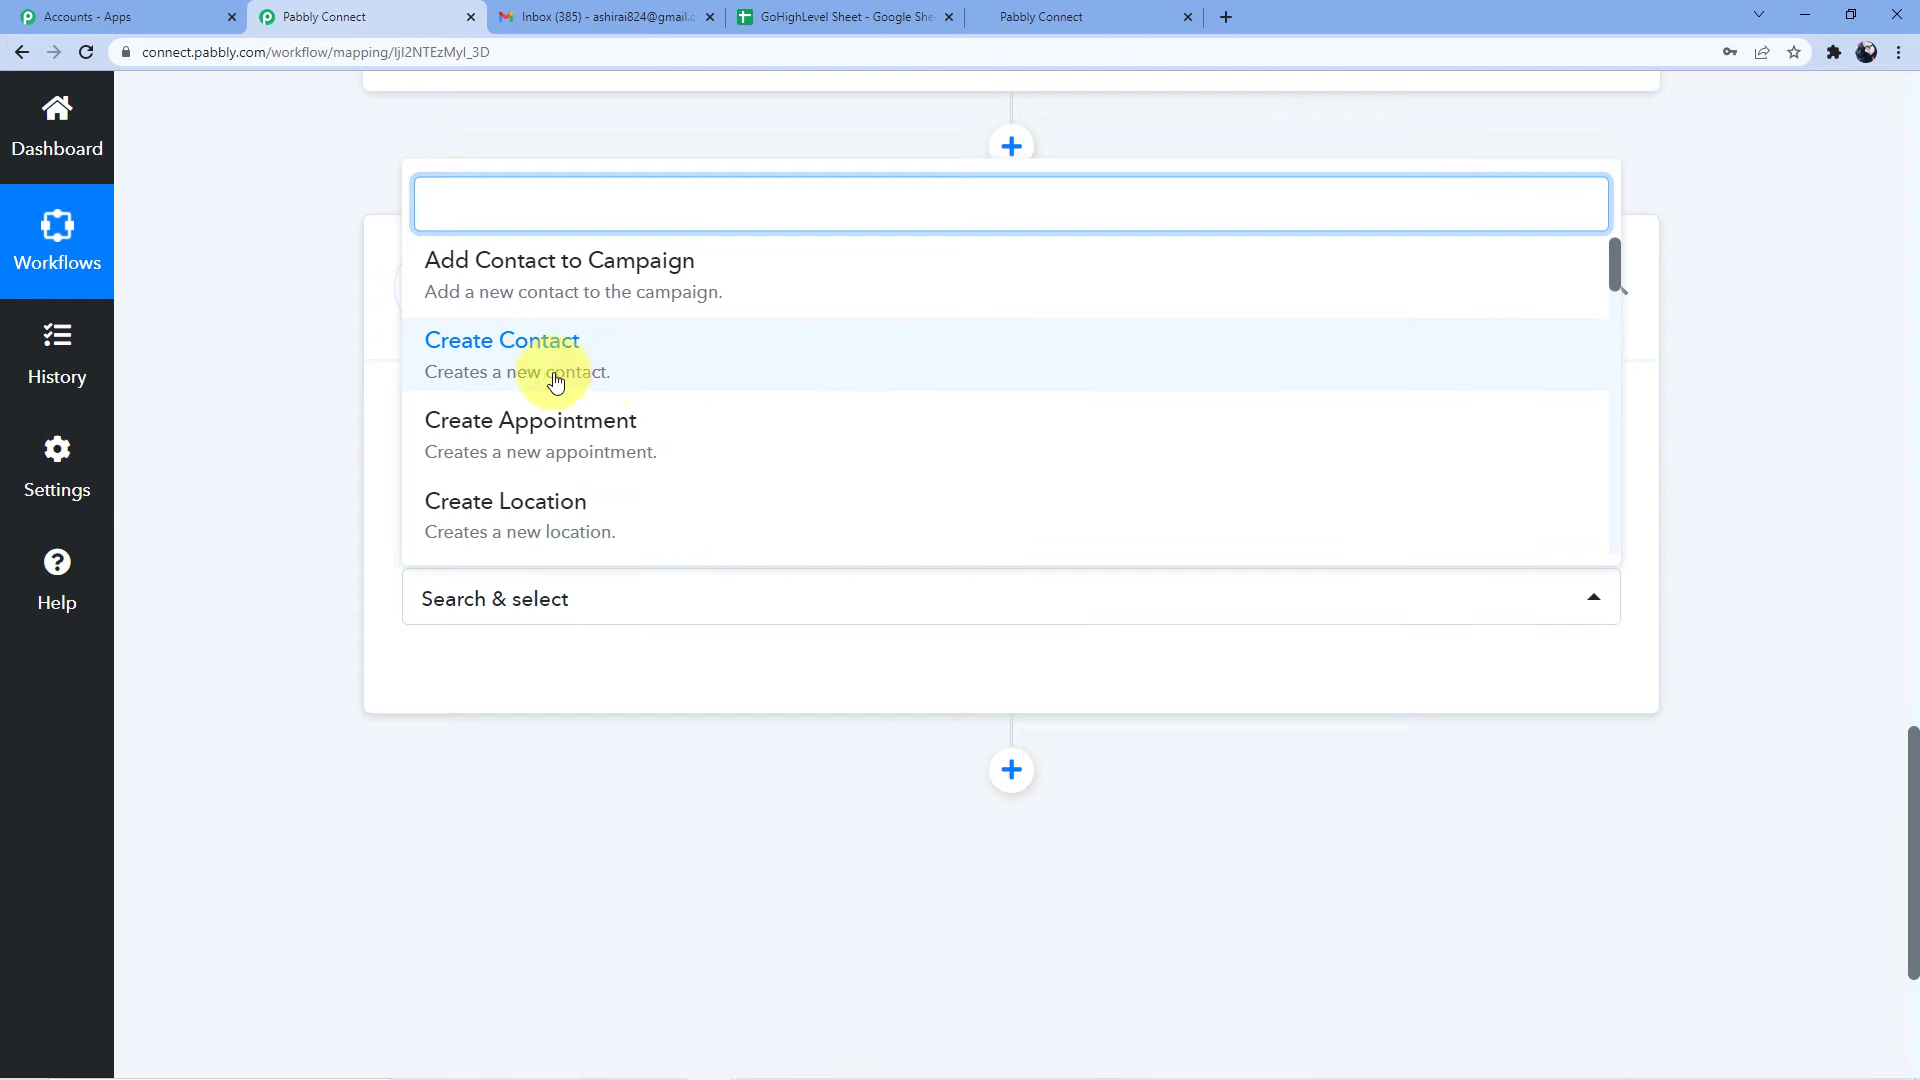 Accounts - Apps
Pabbly Connect
Inbox (385) - ashirai824@gmail.c
GoHighLevel Sheet - Google She
Pabbly Connect
connect.pabbly.com/workflow/mapping/IjI2NTEzMyI_3D
Dashboard
Workflows
History
Settings
Help
Add Contact to Campaign
Add a new contact to the campaign.
Create Contact
Creates a new contact.
Create Appointment
Creates a new appointment.
Create Location
Creates a new location.
Search & select